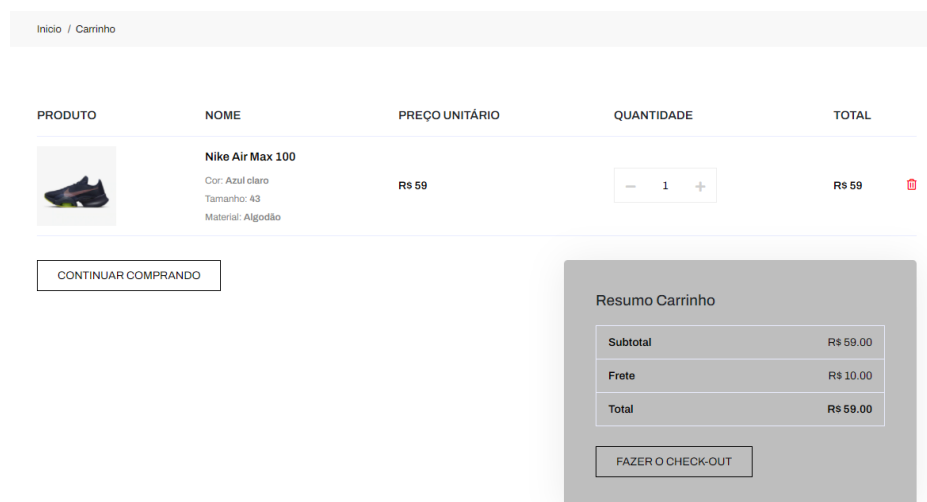 Inicio / Carrinho
PRODUTO NOME PREÇO UNITÁRIO QUANTIDADE TOTAL
Nike Air Max 100
Cor: Azul claro
Tamanho: 43
Material: Algodão
R$ 59
— 1 +
R$ 59
CONTINUAR COMPRANDO
Resumo Carrinho
Subtotal R$ 59.00
Frete R$ 10.00
Total R$ 59.00
FAZER O CHECK-OUT